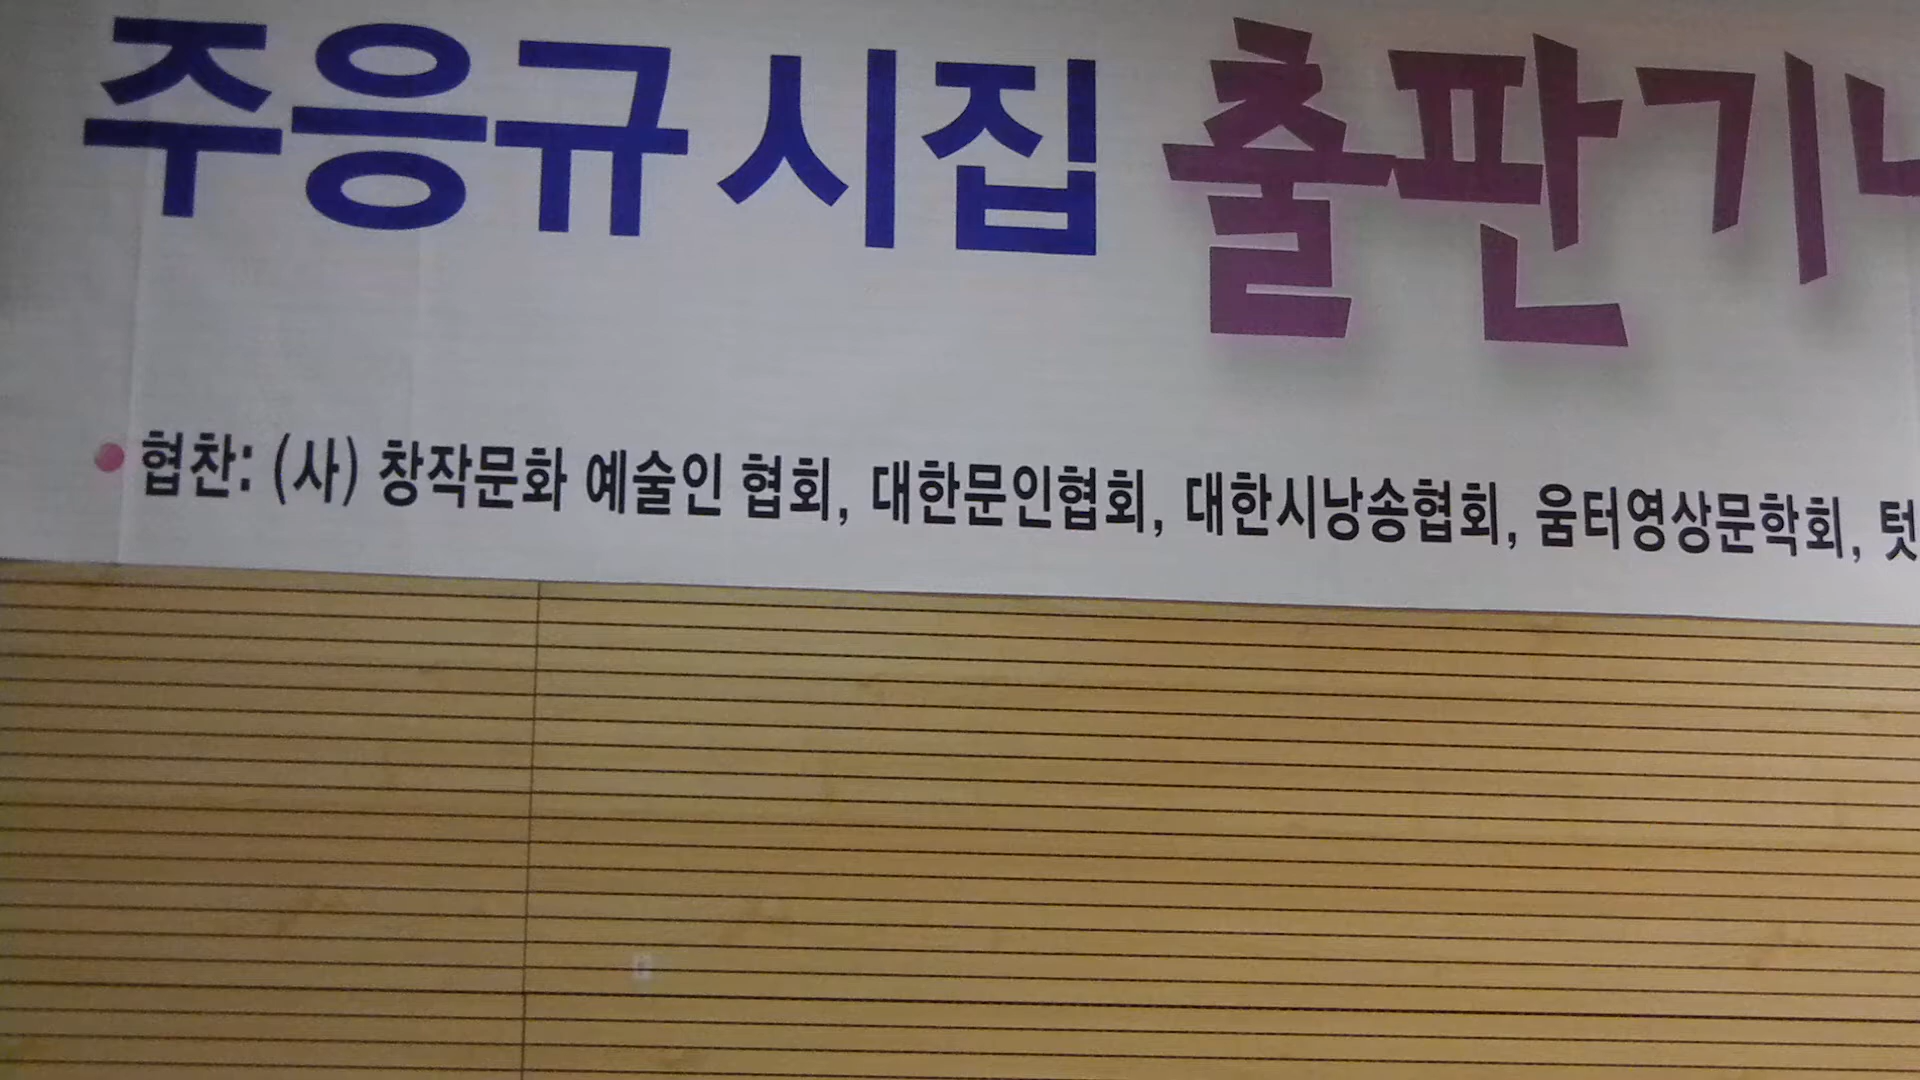 주응규 시집 출판기
협찬: (사) 창작문화 예술인 협회, 대한문인협회, 대한시낭송협회, 움터영상문학회, 텃